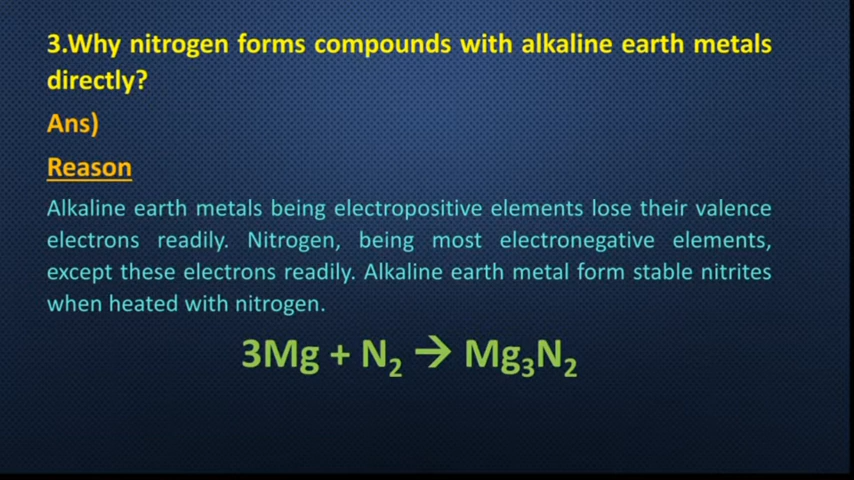 3.Why nitrogen forms compounds with alkaline earth metals
directly?
Ans)
Reason
Alkaline earth metals being electropositive elements lose their valence
electrons readily. Nitrogen, being most electronegative elements,
except these electrons readily. Alkaline earth metal form stable nitrites
when heated with nitrogen.
3Mg + N₂ → Mg₃N₂